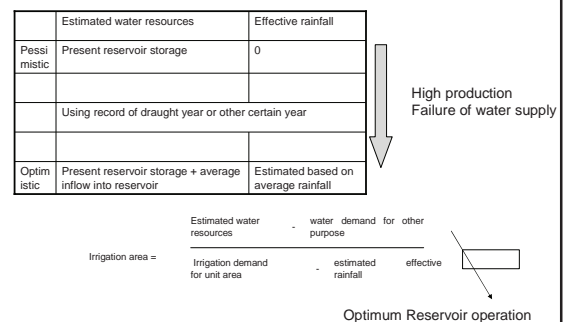 Estimated water resources Effective rainfall
Pessi
mistic Present reservoir storage 0
Using record of draught year or other certain year
Optim
istic Present reservoir storage + average
inflow into reservoir Estimated based on
average rainfall
High production
Failure of water supply
Irrigation area =
Estimated water
resources - water demand for other
purpose
Irrigation demand
for unit area - estimated effective
rainfall
Optimum Reservoir operation